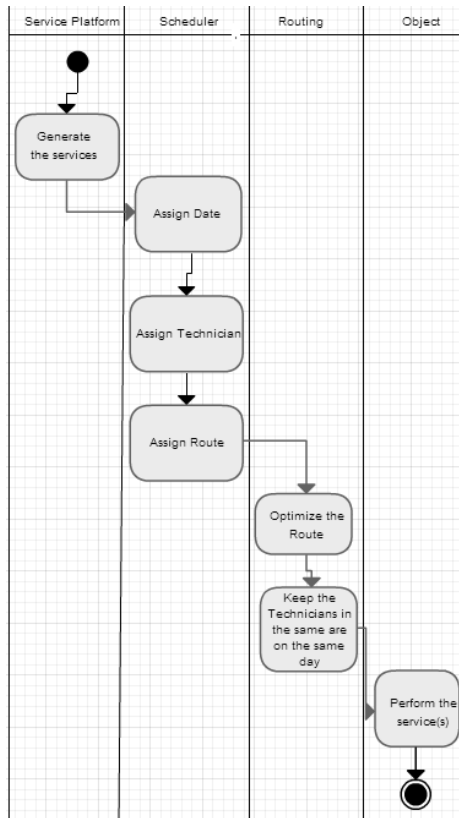 Service Platform
Scheduler
Routing
Object
Generate
the services
Assign Date
Assign Technician
Assign Route
Optimize the
Route
Keep the
Technicians in
the same are
on the same
day
Perform the
service(s)